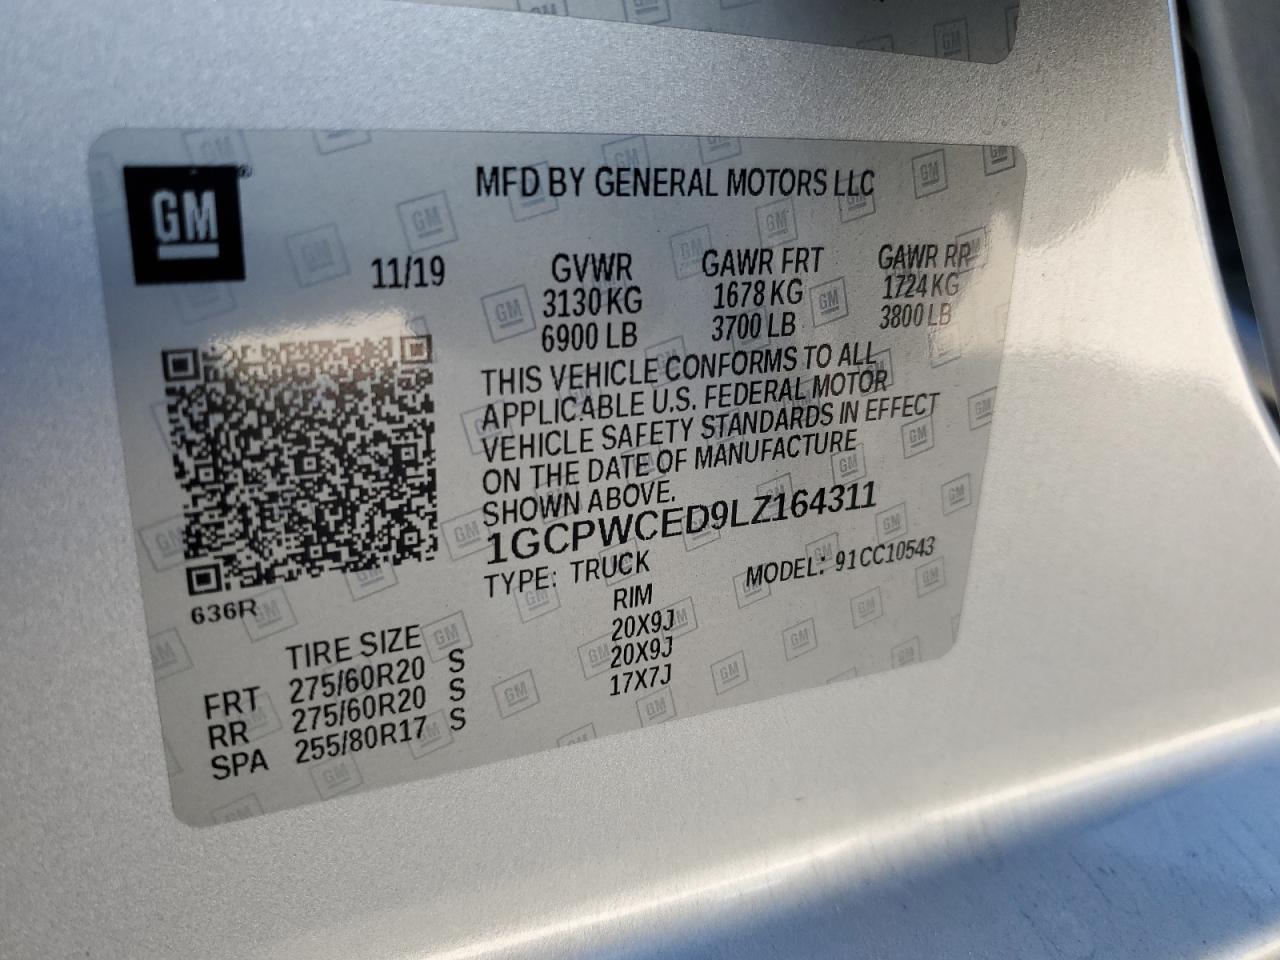 GM
MFD BY GENERAL MOTORS LLC
11/19
GVWR GAWR FRT GAWR RR
3130 KG 1678 KG 1724 KG
6900 LB 3700 LB 3800 LB
THIS VEHICLE CONFORMS TO ALL
APPLICABLE U.S. FEDERAL MOTOR
VEHICLE SAFETY STANDARDS IN EFFECT
ON THE DATE OF MANUFACTURE
SHOWN ABOVE.
1GCPWCED9LZ164311
TYPE: TRUCK MODEL: 91CC10543
636R
TIRE SIZE RIM
FRT 275/60R20 S 20X9J
RR 275/60R20 S 20X9J
SPA 255/80R17 S 17X7J